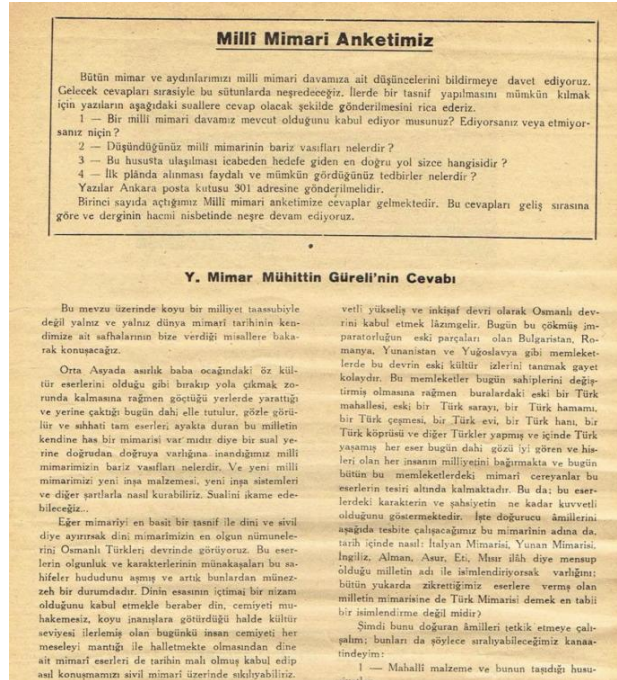 Millî Mimari Anketimiz
Bütün mimar ve aydınlarımızı milli mimari davamıza ait düşüncelerini bildirmeye davet ediyoruz.
Gelecek cevapları sırasiyle bu sütunlarda neşredeceğiz. İlerde bir tasnif yapılmasını mümkün kılmak
için yazıların aşağıdaki suallere cevap olacak şekilde gönderilmesini rica ederiz.
1 — Bir milli mimari davamız mevcut olduğunu kabul ediyor musunuz? Ediyorsanız veya etmiyor-
sanız niçin ?
2 — Düşündüğünüz millî mimarinin bariz vasıfları nelerdir ?
3 — Bu hususta ulaşılması icabeden hedefe giden en doğru yol sizce hangisidir ?
4 — İlk plânda alınması faydalı ve mümkün gördüğünüz tedbirler nelerdir ?
Yazılar Ankara posta kutusu 301 adresine gönderilmelidir.
Birinci sayıda açtığımız Millî mimari anketimize cevaplar gelmektedir. Bu cevapları geliş sırasına
göre ve derginin hacmi nisbetinde neşre devam ediyoruz.
Y. Mimar Mühittin Güreli'nin Cevabı
Bu mevzu üzerinde koyu bir milliyet taassubiyle
değil yalnız ve yalnız dünya mimarî tarihinin ken-
dimize ait safhalarının bize verdiği misallere baka-
rak konuşacağız.
Orta Asyada asırlık baba ocağındaki öz kül-
tür eserlerini olduğu gibi bırakıp yola çıkmak zo-
runda kalmasına rağmen göçtüğü yerlerde yarattığı
ve yerine çaktığı bugün dahi elle tutulur, gözle görü-
lür ve sıhhati tam eserleri ayakta duran bu milletin
kendine has bir mimarisi var mıdır diye bir sual ye-
rine doğrudan doğruya varlığına inandığımız millî
mimarimizin bariz vasıfları nelerdir. Ve yeni millî
mimarimizi yeni inşa malzemesi, yeni inşa sistemleri
ve diğer şartlarla nasıl kurabiliriz. Sualini ikame ede-
bileceğiz...
Eğer mimariyi en basit bir tasnif ile dini ve sivil
diye ayırırsak dinî mimarimizin en olgun nümunele-
rini Osmanlı Türkleri devrinde görüyoruz. Bu eser-
lerin olgunluk ve karakterlerinin münakaşaları bu sa-
hifeler hududunu aşmış ve artık bunlardan münez-
zeh bir durumdadır. Dinin esasının içtimaî bir nizam
olduğunu kabul etmekle beraber din, cemiyeti mu-
hakemesiz, koyu inanışlara götürdüğü halde kültür
seviyesi ilerlemiş olan bugünkü insan cemiyeti her
meseleyi mantığı ile halletmekte olmasından dine
ait mimarî eserleri de tarihin malı olmuş kabul edip
asıl konuşmamızı sivil mimari üzerinde sıkılıyabiliriz.
vetli yükseliş ve inkişaf devri olarak Osmanlı dev-
rini kabul etmek lâzımgelir. Bugün bu çökmüş im-
paratorluğun eski parçaları olan Bulgaristan, Ro-
manya, Yunanistan ve Yuğoslavya gibi memleket-
lerde bu devrin eski kültür izlerini tanımak gayet
kolaydır. Bu memleketler bugün sahiplerini değiş-
tirmiş olmasına rağmen buralardaki eski bir Türk
mahallesi, eski bir Türk sarayı, bir Türk hamamı,
bir Türk çeşmesi, bir Türk evi, bir Türk hanı, bir
Türk köprüsü ve diğer Türkler yapmış ve içinde Türk
yaşamış her eser bugün dahi gözü iyi gören ve his-
leri olan her insanın milliyetini bağırmakta ve bugün
bütün bu memleketlerdeki mimarî cereyanlar bu
eserlerin tesiri altında kalmaktadır. Bu da; bu eser-
lerdeki karakterin ve şahsiyetin ne kadar kuvvetli
olduğunu göstermektedir. İşte doğurucu âmillerini
aşağıda tesbite çalışacağımız bu mimarînin adına da,
tarih içinde nasıl: İtalyan Mimarisi, Yunan Mimarisi,
İngiliz, Alman, Asur, Eti, Mısır ilâh diye mensup
olduğu milletin adı ile isimlendiriyorsak varlığını;
bütün yukarda zikrettiğimiz eserlere vermiş olan
milletin mimarisine de Türk Mimarisi demek en tabii
bir isimlendirme değil midir?
Şimdi bunu doğuran âmilleri tetkik etmeye çalı-
şalım; bunları da şöylece sıralıyabileceğimiz kanaa-
tindeyim:
1 — Mahallî malzeme ve bunun taşıdığı husu-